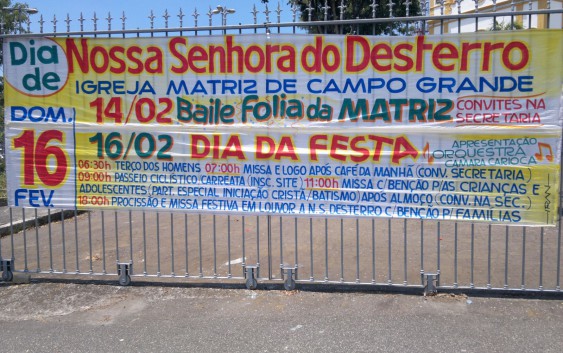 Dia de
Nossa Senhora do Desterro
IGREJA MATRIZ DE CAMPO GRANDE
DOM.
16
FEV.
14/02 Baile Folia da MATRIZ
CONVITES NA
SECRETARIA
16/02 DIA DA FESTA
APRESENTAÇÃO
ORQUESTRA
CÂMARA CARIOCA
06:30h TERÇO DOS HOMENS 07:00h MISSA E LOGO APÓS CAFÉ DA MANHÃ (CONV. SECRETARIA)
09:00h PASSEIO CICLÍSTICO, CARREATA (INSC. SITE) 11:00h MISSA C/ BENÇÃO P/AS CRIANÇAS E
ADOLESCENTES (PART. ESPECIAL INICIAÇÃO CRISTÃ/BATISMO) APÓS ALMOÇO (CONV. NA SEC.)
18:00h PROCISSÃO E MISSA FESTIVA EM LOUVOR A N.S. DESTERRO C/BENÇÃO P/FAMILIAS